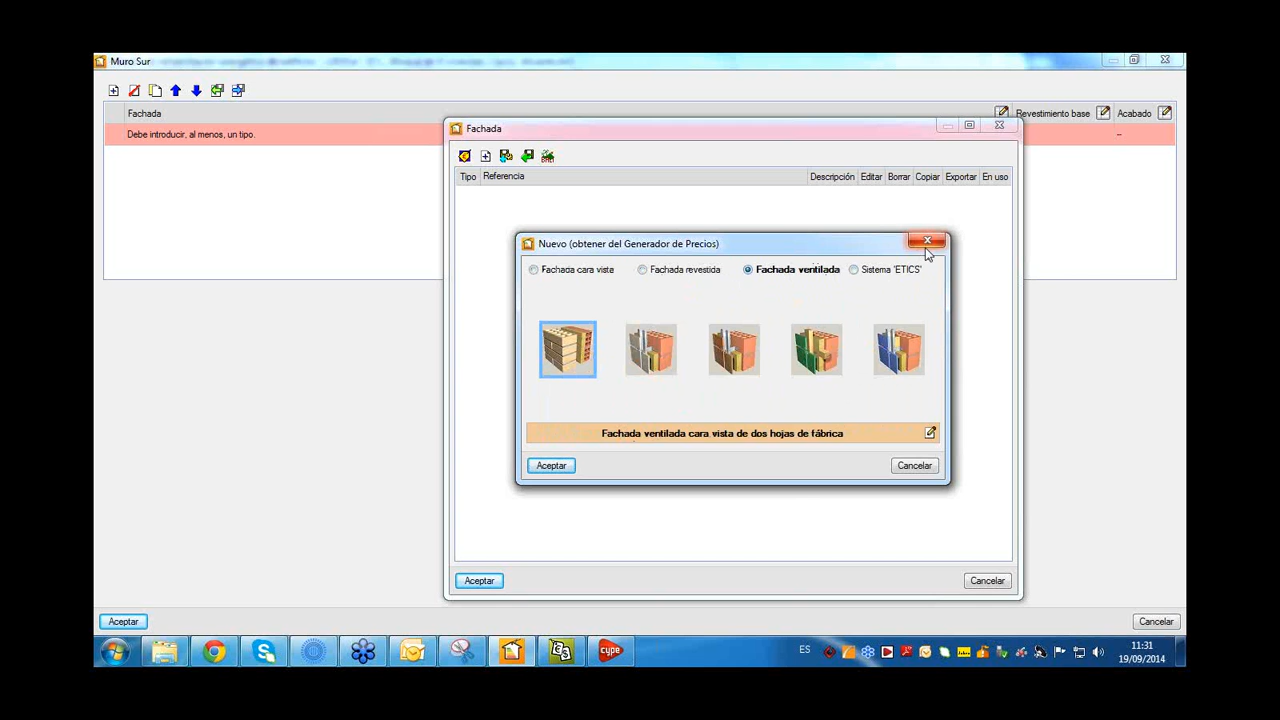 Muro Sur
Fachada
Revestimiento base
Acabado
Debe introducir, al menos, un tipo.
--
Fachada
Tipo
Referencia
Descripción
Editar
Borrar
Copiar
Exportar
En uso
Nuevo (obtener del Generador de Precios)
Fachada cara vista
Fachada revestida
Fachada ventilada
Sistema 'ETICS'
Fachada ventilada cara vista de dos hojas de fábrica
Aceptar
Cancelar
Aceptar
Cancelar
Aceptar
Cancelar
cype
ES
11:31
19/09/2014